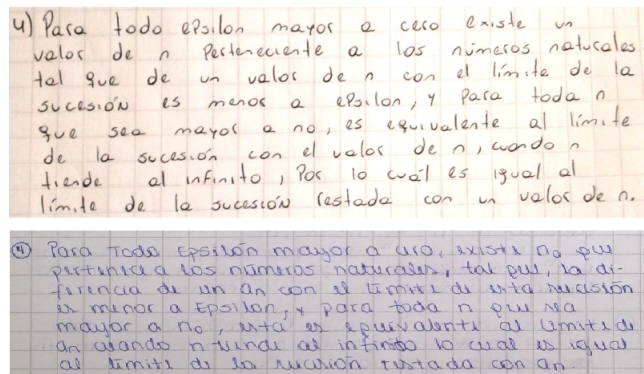 4) Para todo epsilon mayor a cero existe un
valor de n Perteneciente a los números naturales
tal que de un valor de n con el límite de la
sucesión es menor a epsilon, y para toda n
que sea mayor a no, es equivalente al límite
de la sucesión con el valor de n, cuando n
tiende al infinito, Por lo cuál es igual al
límite de la sucesión restada con un valor de n.
④ Para Todo Epsilón mayor a cero, existe no que
pertenezca a los números naturales, tal que, la di-
ferencia de un an con el límite de esta sucesión
es menor a Epsilon, y para toda n que sea
mayor a no, esta es equivalente al límite de
an cuando n tiende al infinito lo cual es igual
al límite de la sucesión restada con an.